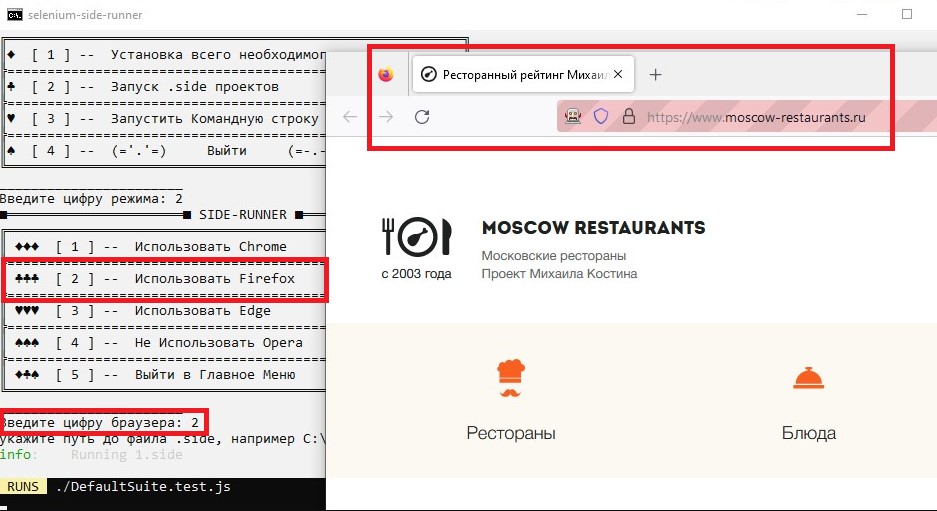 selenium-side-runner
♦ [ 1 ] -- Установка всего необходимог
♣ [ 2 ] -- Запуск .side проектов
♥ [ 3 ] -- Запустить Командную строку
♠ [ 4 ] -- (='.'=) Выйти (=-.-
Введите цифру режима: 2
■ SIDE-RUNNER ■
♦♦♦ [ 1 ] -- Использовать Chrome
♣♣♣ [ 2 ] -- Использовать Firefox
♥♥♥ [ 3 ] -- Использовать Edge
♠♠♠ [ 4 ] -- Не Использовать Opera
♦♣♠ [ 5 ] -- Выйти в Главное Меню
Введите цифру браузера: 2
укажите путь до файла .side, например C:\
info: Running 1.side
RUNS ./DefaultSuite.test.js
Ресторанный рейтинг Михаил
https://www.moscow-restaurants.ru
с 2003 года
MOSCOW RESTAURANTS
Московские рестораны
Проект Михаила Костина
Рестораны
Блюда